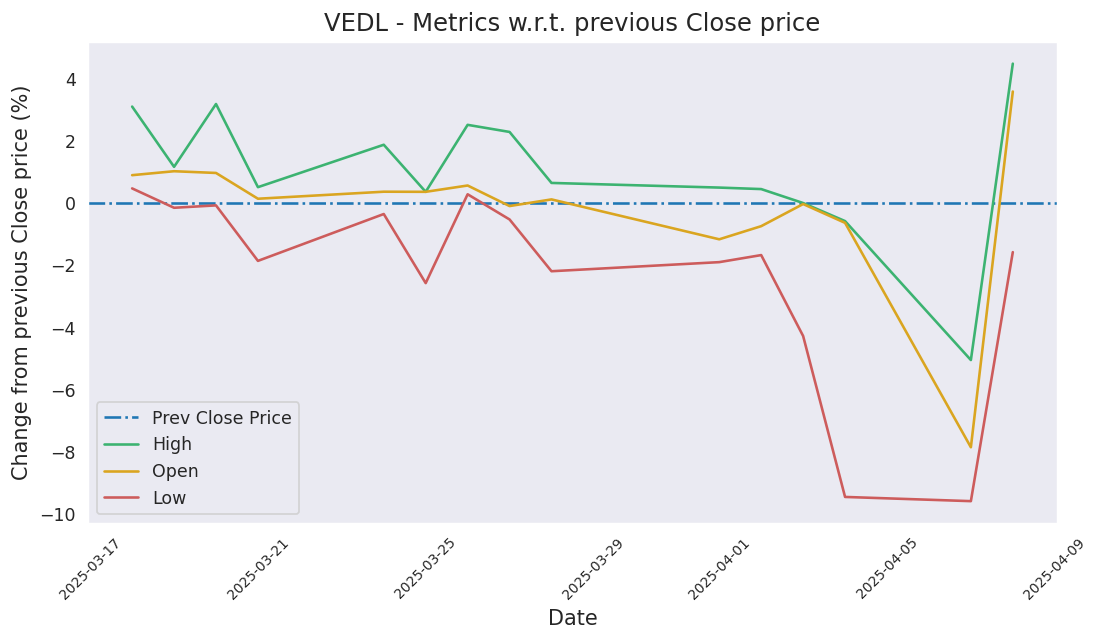 VEDL - Metrics w.r.t. previous Close price
Change from previous Close price (%)
4
2
0
−2
−4
−6
−8
−10
Prev Close Price
High
Open
Low
2025-03-17
2025-03-21
2025-03-25
2025-03-29
2025-04-01
2025-04-05
2025-04-09
Date